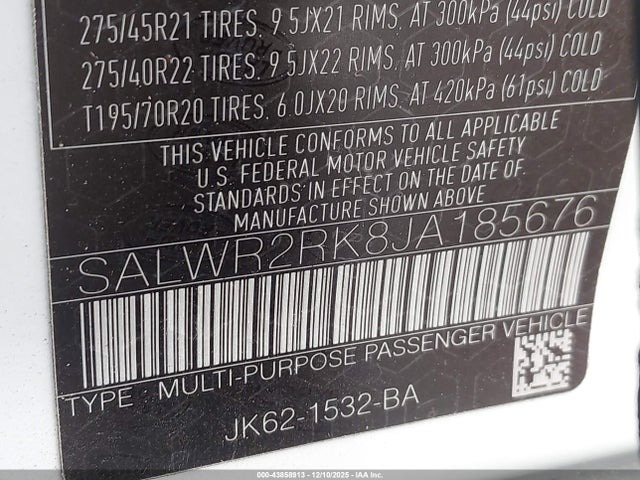 275/45R21 TIRES. 9.5JX21 RIMS. AT 300kPa (44psi) COLD
275/40R22 TIRES. 9.5JX22 RIMS. AT 300kPa (44psi) COLD
T195/70R20 TIRES. 6.0JX20 RIMS. AT 420kPa (61psi) COLD
THIS VEHICLE CONFORMS TO ALL APPLICABLE
U.S. FEDERAL MOTOR VEHICLE SAFETY
STANDARDS IN EFFECT ON THE DATE OF
MANUFACTURE SHOWN ABOVE
SALWR2RK8JA185676
TYPE : MULTI-PURPOSE PASSENGER VEHICLE
JK62-1532-BA
000-43858913 - 12/10/2025 - COPART